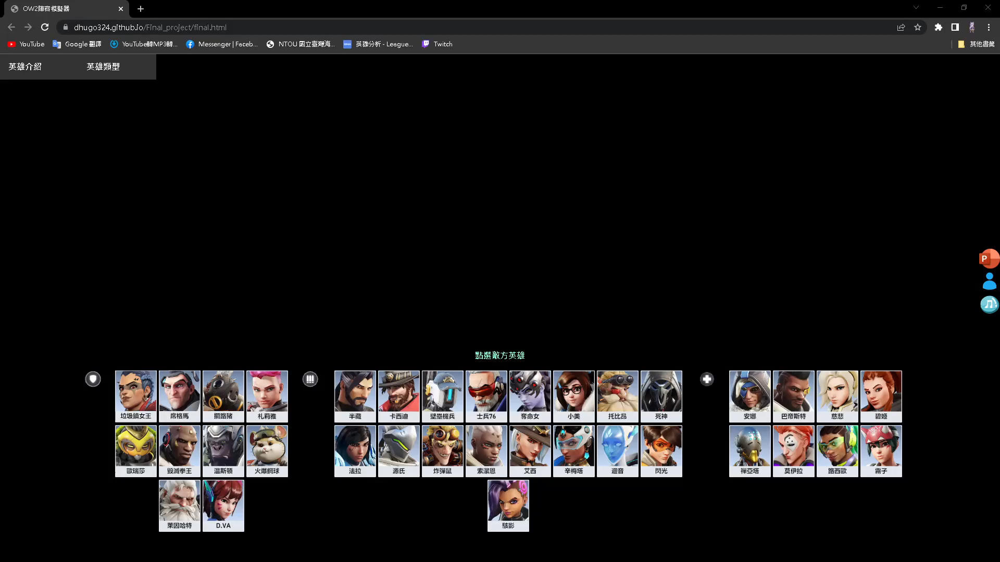 OW2陣容模擬器
dhugo324.github.io/Final_project/final.html
YouTube
Google 翻譯
YouTube轉MP3轉...
Messenger | Faceb...
NTOU 國立臺灣海...
英雄分析 - League...
Twitch
其他書籤
英雄介紹
英雄類型
P
點選敵方英雄
垃圾鎮女王 席格馬 攔路豬 札莉雅
半藏 卡西迪 壁壘機兵 士兵76 奪命女 小美 托比昂 死神
安娜 巴帝斯特 慈悲 碧姬
歐瑞莎 毀滅拳王 溫斯頓 火爆鋼球
法拉 源氏 炸彈鼠 索潔恩 艾西 辛梅塔 迴音 閃光
禪亞塔 莫伊拉 路西歐 霧子
萊因哈特 D.VA
駭影